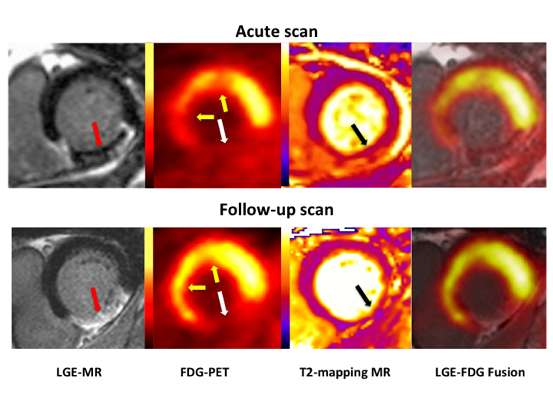 Acute scan
Follow-up scan
LGE-MR FDG-PET T2-mapping MR LGE-FDG Fusion